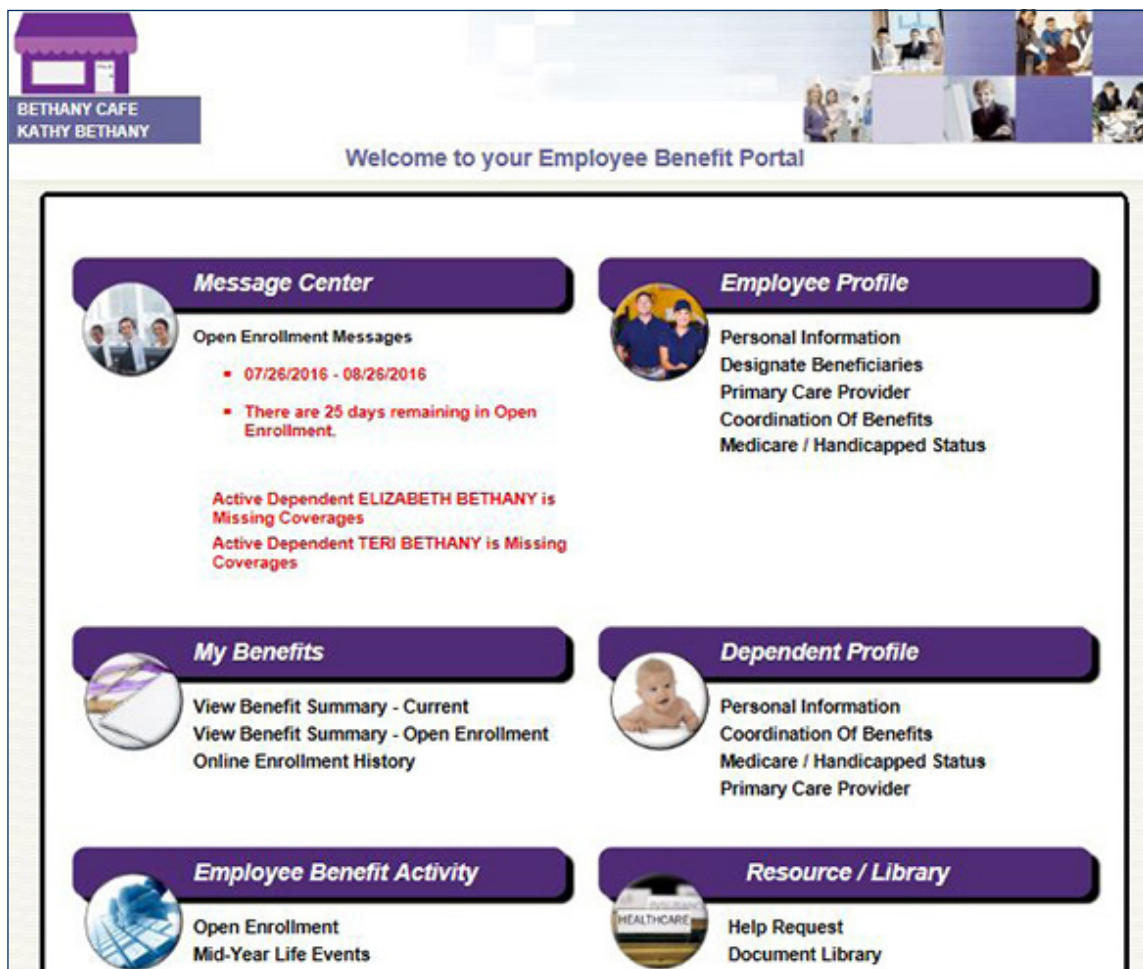 BETHANY CAFE
KATHY BETHANY
Welcome to your Employee Benefit Portal
Message Center
Open Enrollment Messages
07/26/2016 - 08/26/2016
There are 25 days remaining in Open
Enrollment.
Active Dependent ELIZABETH BETHANY is
Missing Coverages
Active Dependent TERI BETHANY is Missing
Coverages
Employee Profile
Personal Information
Designate Beneficiaries
Primary Care Provider
Coordination Of Benefits
Medicare / Handicapped Status
My Benefits
View Benefit Summary - Current
View Benefit Summary - Open Enrollment
Online Enrollment History
Dependent Profile
Personal Information
Coordination Of Benefits
Medicare / Handicapped Status
Primary Care Provider
Employee Benefit Activity
Open Enrollment
Mid-Year Life Events
Resource / Library
HEALTHCARE
Help Request
Document Library